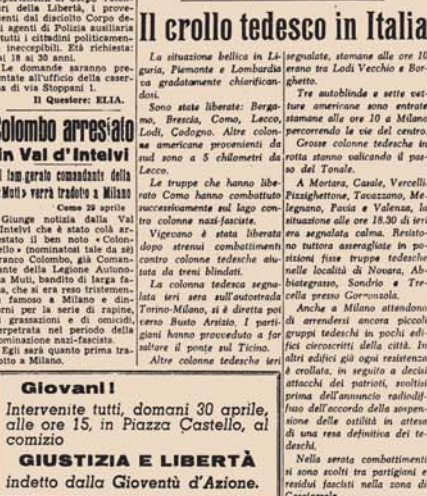 ri della Libertà, i prove-
nti dal disciolto Corpo de-
i agenti di Polizia ausiliaria
tutti i cittadini politicamen-
ineccepibili. Età richiesta:
i 18 ai 30 anni.
Le domande saranno pre-
entate all'ufficio della caser-
a di via Stoppani 1.
Il Questore: ELIA.
Colombo arrestato
in Val d'Intelvi
comandante della
Muti» verrà tradotto a Milano
Como 29 aprile
Giunge notizia dalla Val
Intelvi che è stato colà ar-
estato il ben noto «Colon-
ello» (nominatosi tale da sè)
ranco Colombo, già Coman-
ante della Legione Autono-
a Muti, bandito di larga fa-
a, che si era reso tristemen-
famoso a Milano e din-
orni per la serie di rapine,
grassazioni e di omicidi,
erpetrata nel periodo della
ominazione nazi-fascista.
Egli sarà quanto prima tra-
otto a Milano.
Il crollo tedesco in Italia
La situazione bellica in Li-
guria, Piemonte e Lombardia
va gradatamente chiarifican-
dosi.
Sono state liberate: Berga-
mo, Brescia, Como, Lecco,
Lodi, Codogno. Altre colon-
ne americane provenienti da
sud sono a 5 chilometri da
Lecco.
Le truppe che hanno libe-
rato Como hanno combattuto
successivamente sul lago con-
tro colonne nazi-fasciste.
Vigevano è stata liberata
dopo strenui combattimenti
contro colonne tedesche aiu-
tate da treni blindati.
La colonna tedesca segna-
lata ieri sera sull'autostrada
Torino-Milano, si è diretta poi
verso Busto Arsizio. I parti-
giani hanno provveduto a far
saltare il ponte sul Ticino.
Altre colonne tedesche ieri
segnalate, stamane alle ore 10
erano tra Lodi Vecchio e Bor-
ghetto.
Tre autoblinde e sette vet-
ture americane sono entrate
stamane alle ore 10 a Milano
percorrendo le vie del centro.
Grosse colonne tedesche in
rotta stanno valicando il pas-
so del Tonale.
A Mortara, Casale, Vercelli,
Pizzighettone, Tavazzano, Me-
legnano, Pavia e Valenza, la
situazione alle ore 18.30 di ieri
era segnalata calma. Resisto-
no tuttora asseragliate in po-
sizioni fisse truppe tedesche
nelle località di Novara, Ab-
biategrasso, Sondrio e Tre-
cella presso Gorgonzola.
Anche a Milano attendono
di arrendersi ancora piccoli
gruppi tedeschi in pochi edi-
fici circoscritti della città. In
altri edifici già ogni resistenza
è crollata, in seguito a decisi
attacchi dei patrioti, svoltisi
prima dell'annuncio radiodif-
fuso dell'accordo della sospen-
sione delle ostilità in attesa
di una resa definitiva dei te-
deschi.
Nella serata combattimenti
si sono svolti tra partigiani e
residui fascisti nella zona di
Giovani!
Intervenite tutti, domani 30 aprile,
alle ore 15, in Piazza Castello, al
comizio
GIUSTIZIA E LIBERTÀ
indetto dalla Gioventù d'Azione.